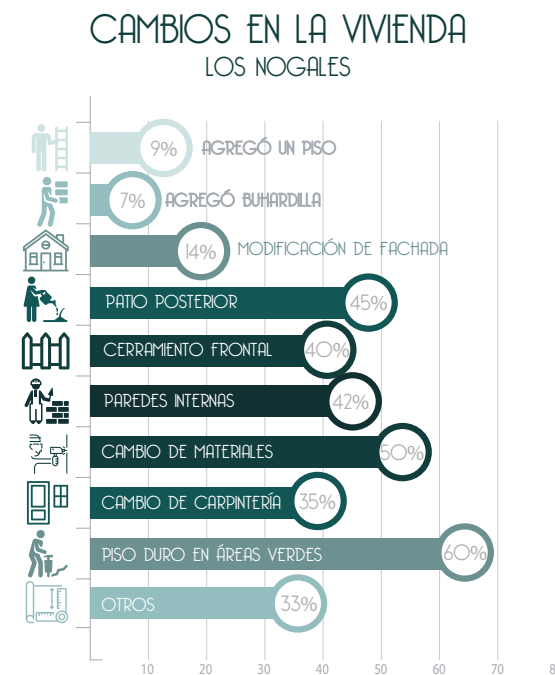 CAMBIOS EN LA VIVIENDA
LOS NOGALES
9% AGREGÓ UN PISO
7% AGREGÓ BUHARDILLA
14% MODIFICACIÓN DE FACHADA
PATIO POSTERIOR 45%
CERRAMIENTO FRONTAL 40%
PAREDES INTERNAS 42%
CAMBIO DE MATERIALES 50%
CAMBIO DE CARPINTERÍA 35%
PISO DURO EN ÁREAS VERDES 60%
OTROS 33%
10 20 30 40 50 60 70 8